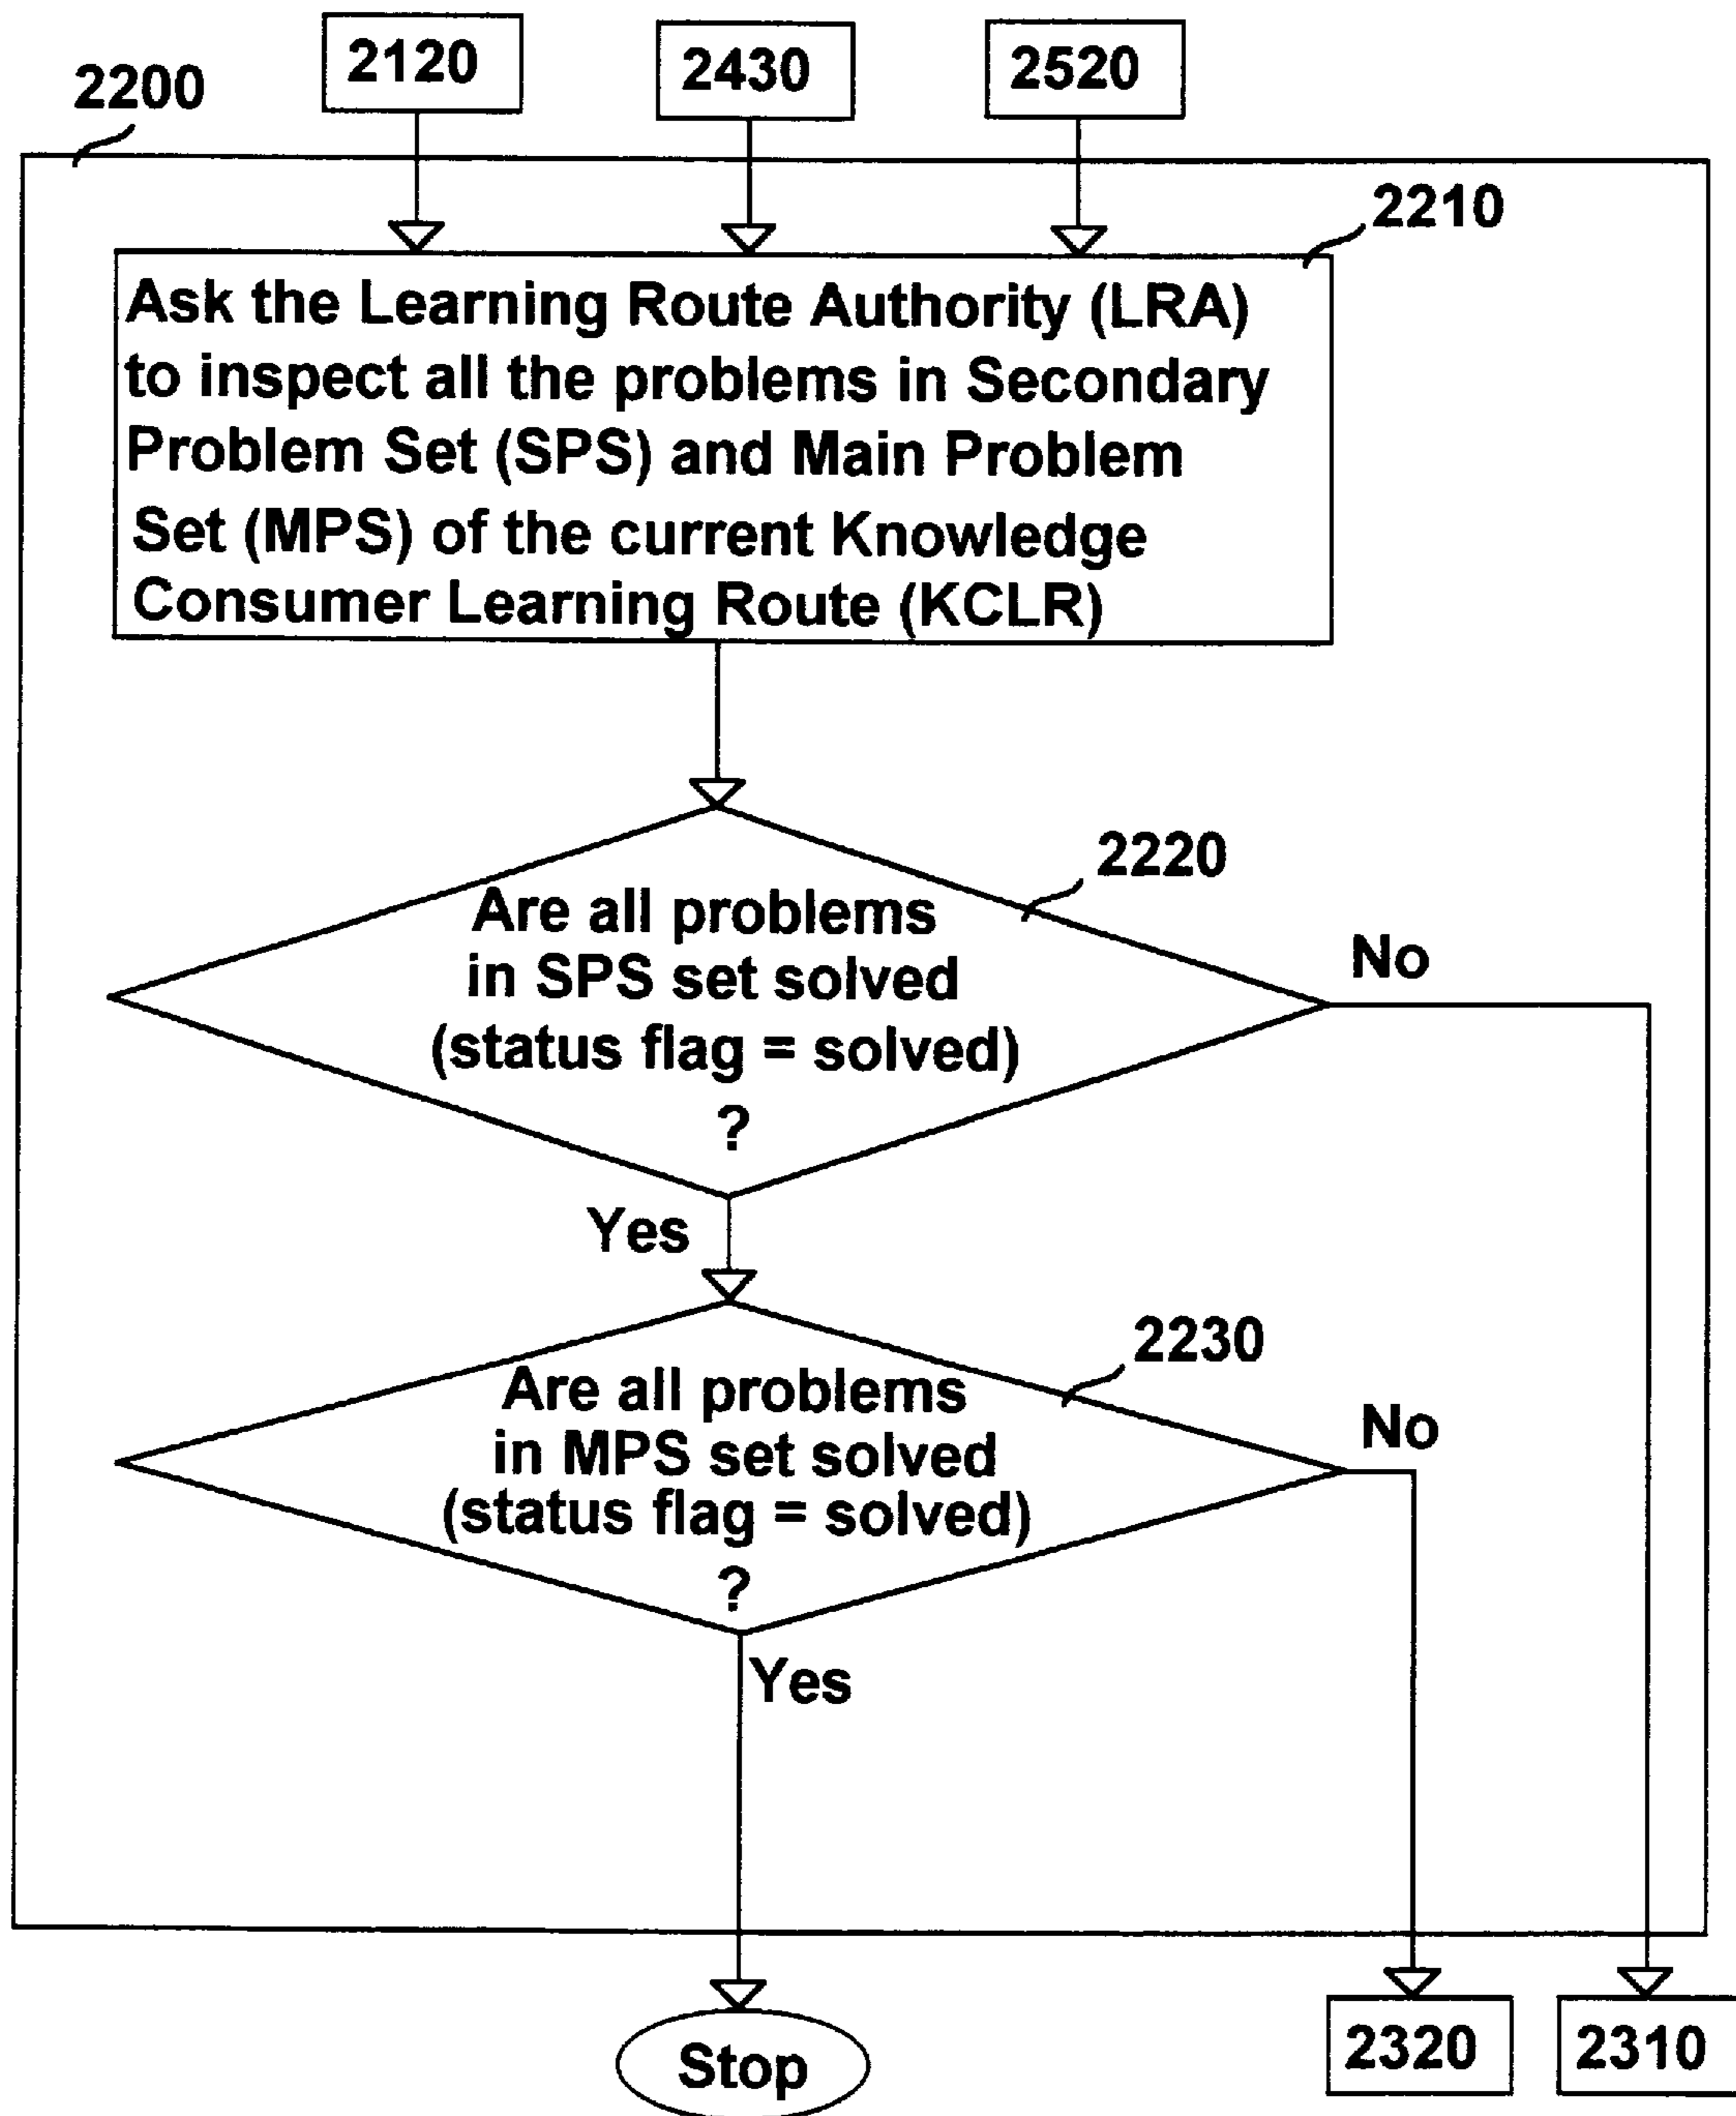 2120
2430
2520
2200
2210
Ask the Learning Route Authority (LRA)
to inspect all the problems in Secondary
Problem Set (SPS) and Main Problem
Set (MPS) of the current Knowledge
Consumer Learning Route (KCLR)
2220
Are all problems
in SPS set solved
(status flag = solved)
?
No
Yes
2230
Are all problems
in MPS set solved
(status flag = solved)
?
No
Yes
Stop
2320
2310